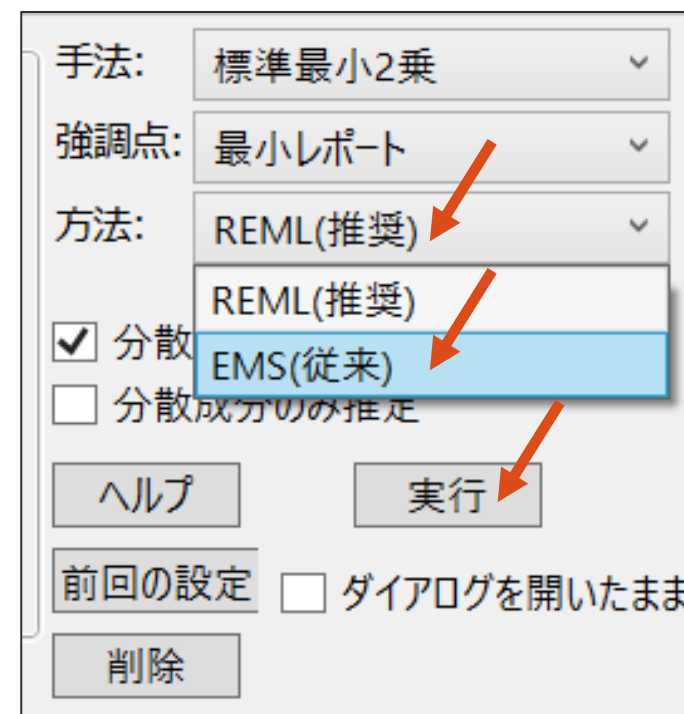 手法: 標準最小2乗
強調点: 最小レポート
方法: REML(推奨)
REML(推奨)
EMS(従来)
分散
分散成分のみ推定
ヘルプ 実行
前回の設定 ダイアログを開いたまま
削除